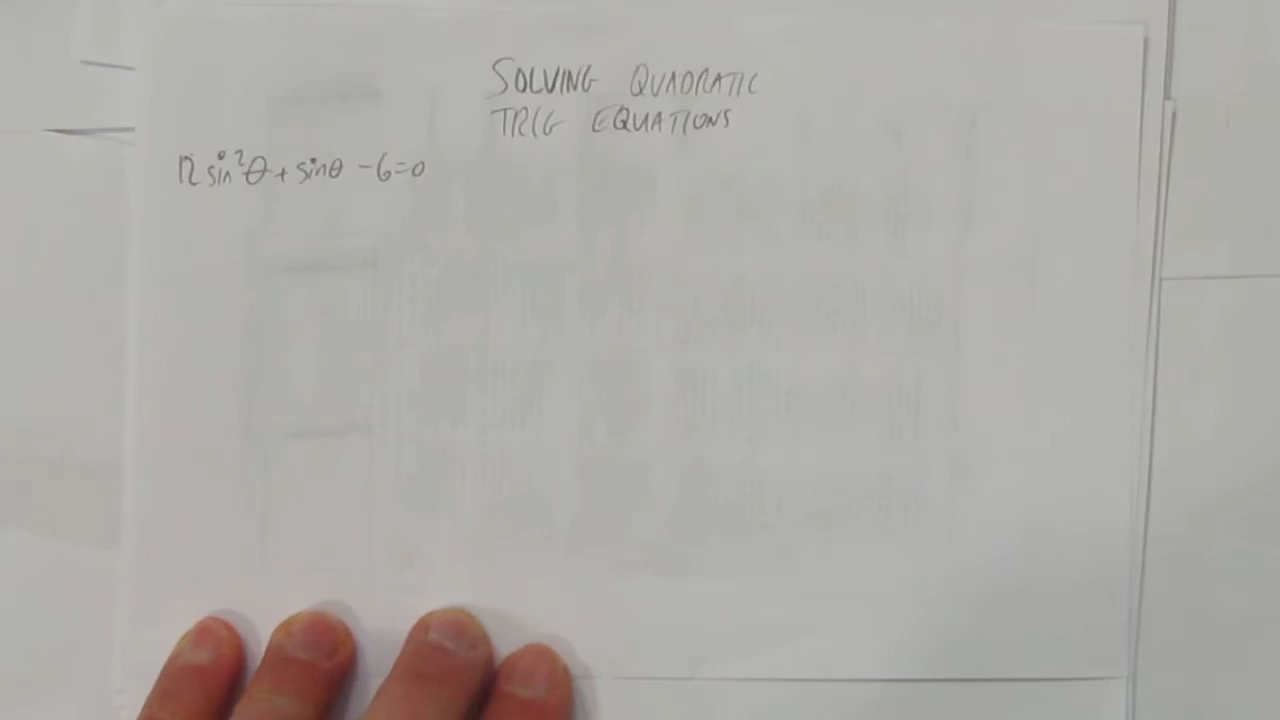 SOLVING QUADRATIC
TRIG EQUATIONS
12 sin²θ + sinθ - 6 = 0